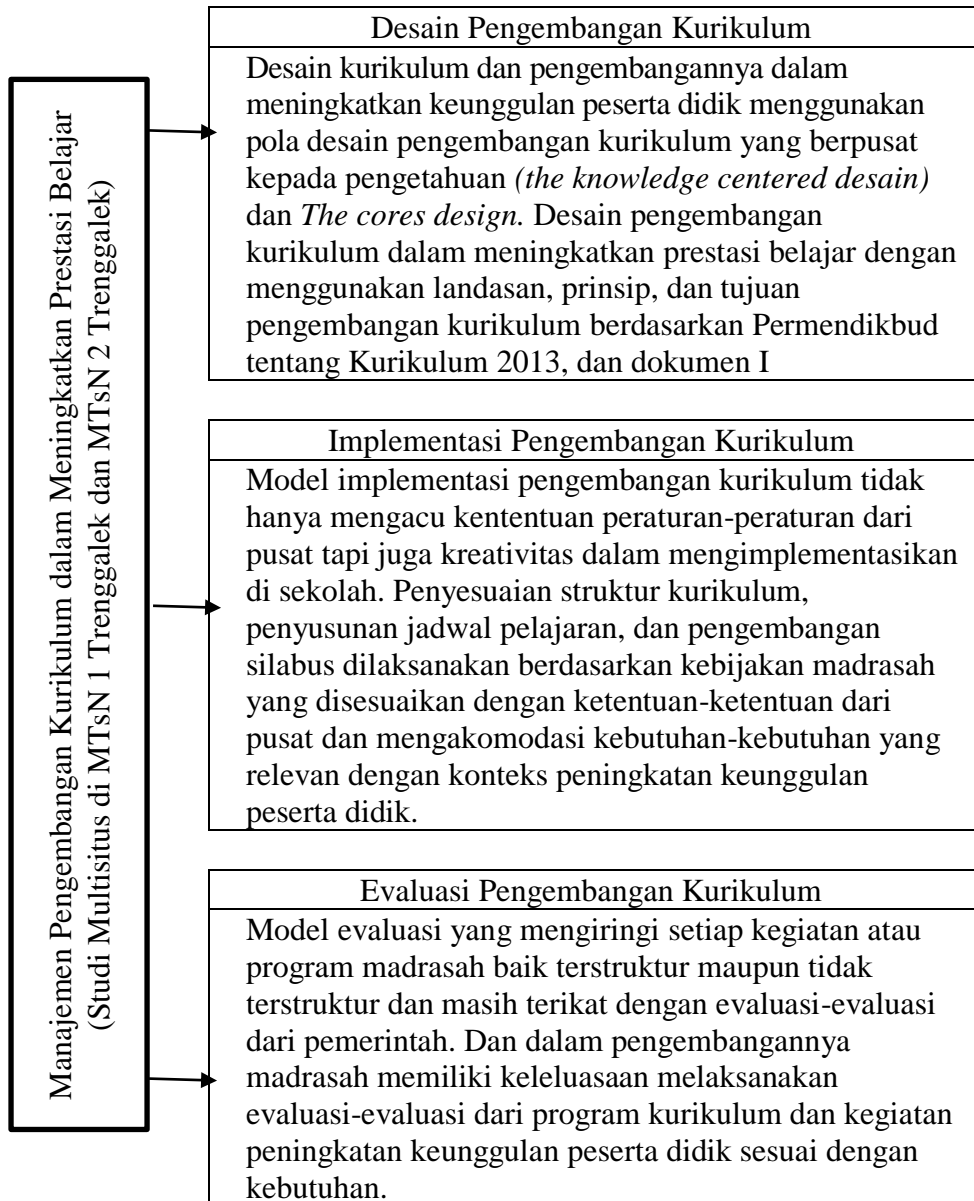 Manajemen Pengembangan Kurikulum dalam Meningkatkan Prestasi Belajar
(Studi Multisitus di MTsN 1 Trenggalek dan MTsN 2 Trenggalek)
Desain Pengembangan Kurikulum
Desain kurikulum dan pengembangannya dalam
meningkatkan keunggulan peserta didik menggunakan
pola desain pengembangan kurikulum yang berpusat
kepada pengetahuan (the knowledge centered desain)
dan The cores design. Desain pengembangan
kurikulum dalam meningkatkan prestasi belajar dengan
menggunakan landasan, prinsip, dan tujuan
pengembangan kurikulum berdasarkan Permendikbud
tentang Kurikulum 2013, dan dokumen I
Implementasi Pengembangan Kurikulum
Model implementasi pengembangan kurikulum tidak
hanya mengacu kententuan peraturan-peraturan dari
pusat tapi juga kreativitas dalam mengimplementasikan
di sekolah. Penyesuaian struktur kurikulum,
penyusunan jadwal pelajaran, dan pengembangan
silabus dilaksanakan berdasarkan kebijakan madrasah
yang disesuaikan dengan ketentuan-ketentuan dari
pusat dan mengakomodasi kebutuhan-kebutuhan yang
relevan dengan konteks peningkatan keunggulan
peserta didik.
Evaluasi Pengembangan Kurikulum
Model evaluasi yang mengiringi setiap kegiatan atau
program madrasah baik terstruktur maupun tidak
terstruktur dan masih terikat dengan evaluasi-evaluasi
dari pemerintah. Dan dalam pengembangannya
madrasah memiliki keleluasaan melaksanakan
evaluasi-evaluasi dari program kurikulum dan kegiatan
peningkatan keunggulan peserta didik sesuai dengan
kebutuhan.